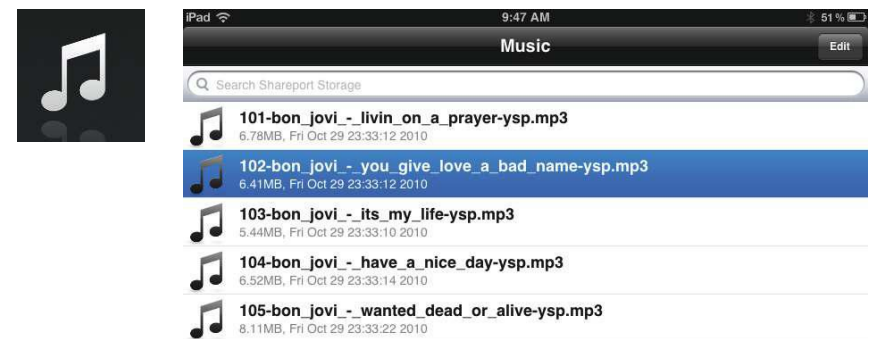 iPad 9:47 AM 51%
Music Edit
Search Shareport Storage
101-bon_jovi_-_livin_on_a_prayer-ysp.mp3
6.78MB, Fri Oct 29 23:33:12 2010
102-bon_jovi_-_you_give_love_a_bad_name-ysp.mp3
6.41MB, Fri Oct 29 23:33:12 2010
103-bon_jovi_-_its_my_life-ysp.mp3
5.44MB, Fri Oct 29 23:33:10 2010
104-bon_jovi_-_have_a_nice_day-ysp.mp3
6.52MB, Fri Oct 29 23:33:14 2010
105-bon_jovi_-_wanted_dead_or_alive-ysp.mp3
8.11MB, Fri Oct 29 23:33:22 2010